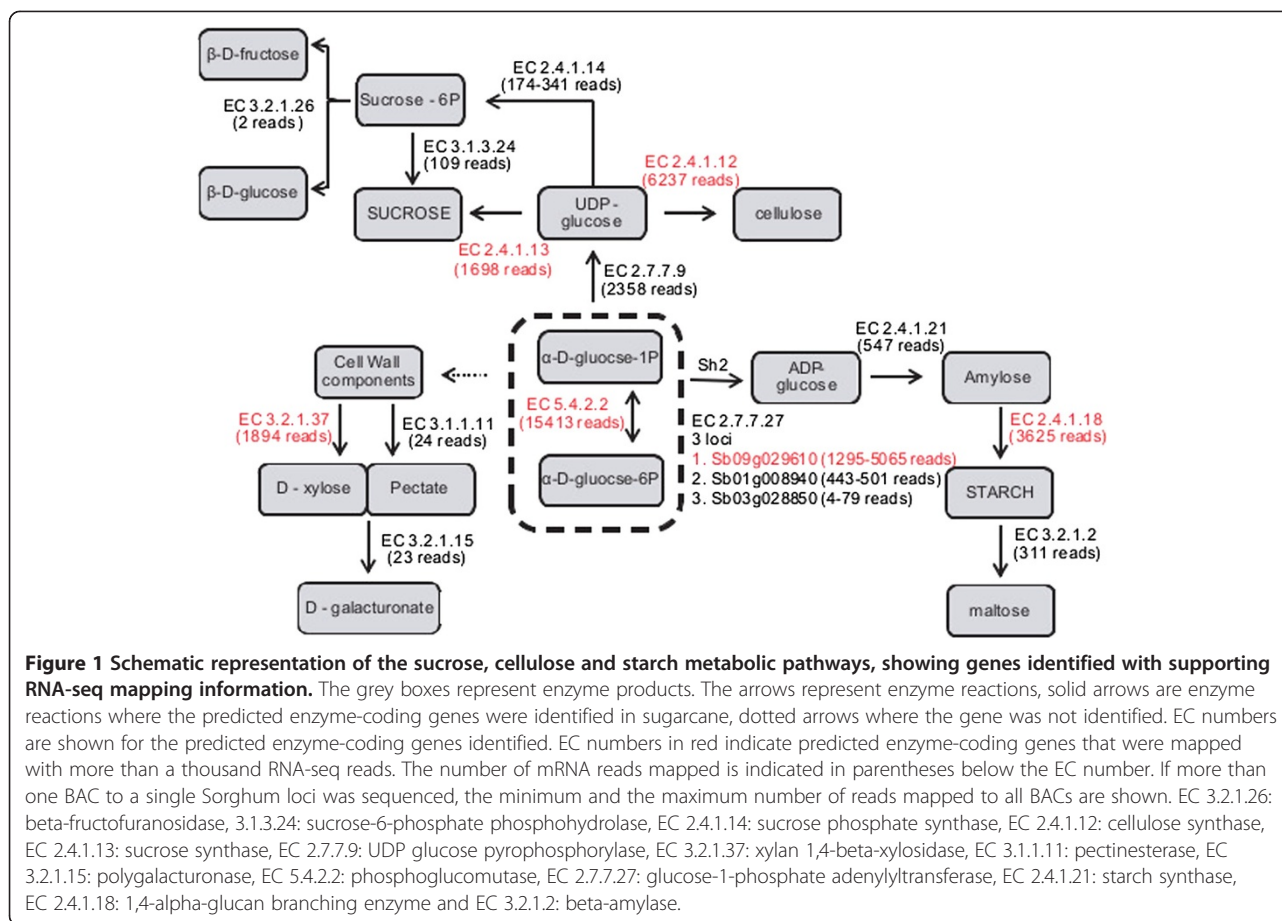 β-D-fructose
EC 3.2.1.26
(2 reads)
β-D-glucose
Sucrose - 6P
EC 2.4.1.14
(174-341 reads)
EC 3.1.3.24
(109 reads)
EC 2.4.1.12
(6237 reads)
SUCROSE
UDP-
glucose
cellulose
EC 2.4.1.13
(1698 reads)
EC 2.7.7.9
(2358 reads)
Cell Wall
components
α-D-gluocse-1P
Sh2
ADP-
glucose
EC 2.4.1.21
(547 reads)
Amylose
EC 3.2.1.37
(1894 reads)
EC 3.1.1.11
(24 reads)
EC 5.4.2.2
(15413 reads)
EC 2.7.7.27
3 loci
1. Sb09g029610 (1295-5065 reads)
2. Sb01g008940 (443-501 reads)
3. Sb03g028850 (4-79 reads)
EC 2.4.1.18
(3625 reads)
D - xylose
Pectate
α-D-gluocse-6P
STARCH
EC 3.2.1.15
(23 reads)
EC 3.2.1.2
(311 reads)
D - galacturonate
maltose
Figure 1 Schematic representation of the sucrose, cellulose and starch metabolic pathways, showing genes identified with supporting
RNA-seq mapping information. The grey boxes represent enzyme products. The arrows represent enzyme reactions, solid arrows are enzyme
reactions where the predicted enzyme-coding genes were identified in sugarcane, dotted arrows where the gene was not identified. EC numbers
are shown for the predicted enzyme-coding genes identified. EC numbers in red indicate predicted enzyme-coding genes that were mapped
with more than a thousand RNA-seq reads. The number of mRNA reads mapped is indicated in parentheses below the EC number. If more than
one BAC to a single Sorghum loci was sequenced, the minimum and the maximum number of reads mapped to all BACs are shown. EC 3.2.1.26:
beta-fructofuranosidase, 3.1.3.24: sucrose-6-phosphate phosphohydrolase, EC 2.4.1.14: sucrose phosphate synthase, EC 2.4.1.12: cellulose synthase,
EC 2.4.1.13: sucrose synthase, EC 2.7.7.9: UDP glucose pyrophosphorylase, EC 3.2.1.37: xylan 1,4-beta-xylosidase, EC 3.1.1.11: pectinesterase, EC
3.2.1.15: polygalacturonase, EC 5.4.2.2: phosphoglucomutase, EC 2.7.7.27: glucose-1-phosphate adenylyltransferase, EC 2.4.1.21: starch synthase,
EC 2.4.1.18: 1,4-alpha-glucan branching enzyme and EC 3.2.1.2: beta-amylase.